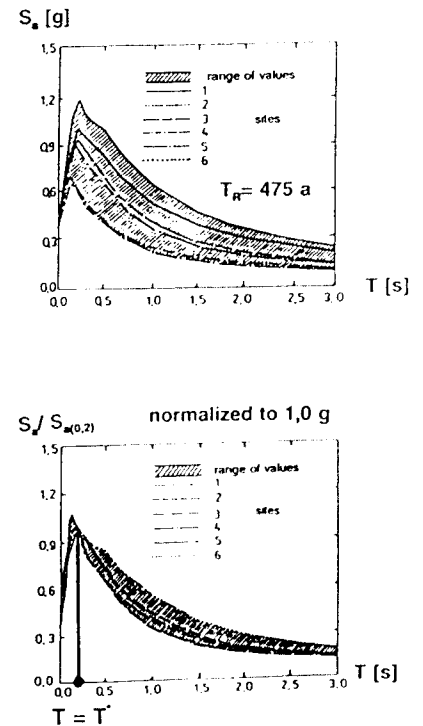 Sa [g]
1,5
1,2
0,9
0,6
0,3
0,0
range of values
1
2
3 sites
4
5
6
TR= 475 a
0,0 0,5 1,0 1,5 2,0 2,5 3,0
T [s]
Sa/ Sa(0,2) normalized to 1,0 g
1,5
1,2
0,9
0,6
0,3
0,0
range of values
1
2
3 sites
4
5
6
0,0 0,5 1,0 1,5 2,0 2,5 3,0
T [s]
T = T*